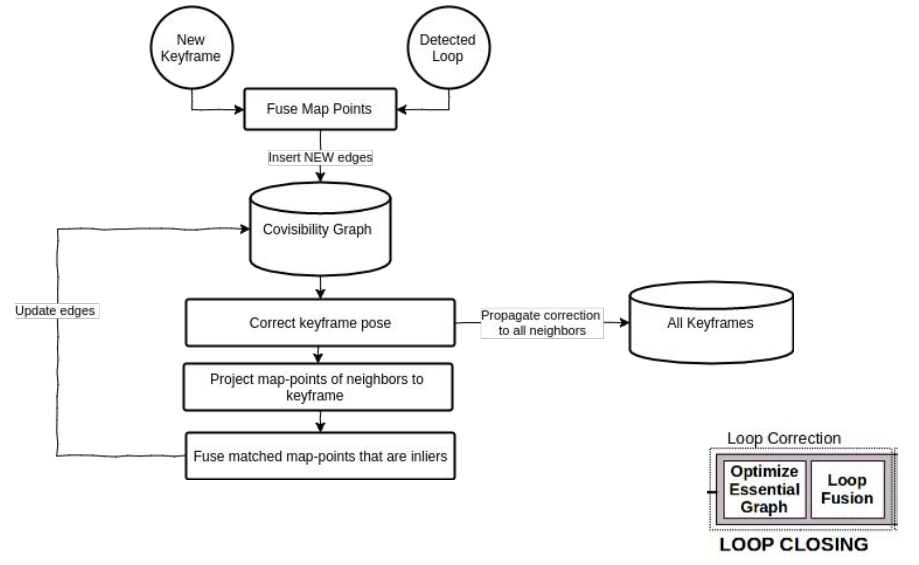 New
Keyframe
Detected
Loop
Fuse Map Points
Insert NEW edges
Covisibility Graph
Update edges
Correct keyframe pose
Propagate correction
to all neighbors
All Keyframes
Project map-points of neighbors to
keyframe
Fuse matched map-points that are inliers
Loop Correction
Optimize
Essential
Graph
Loop
Fusion
LOOP CLOSING